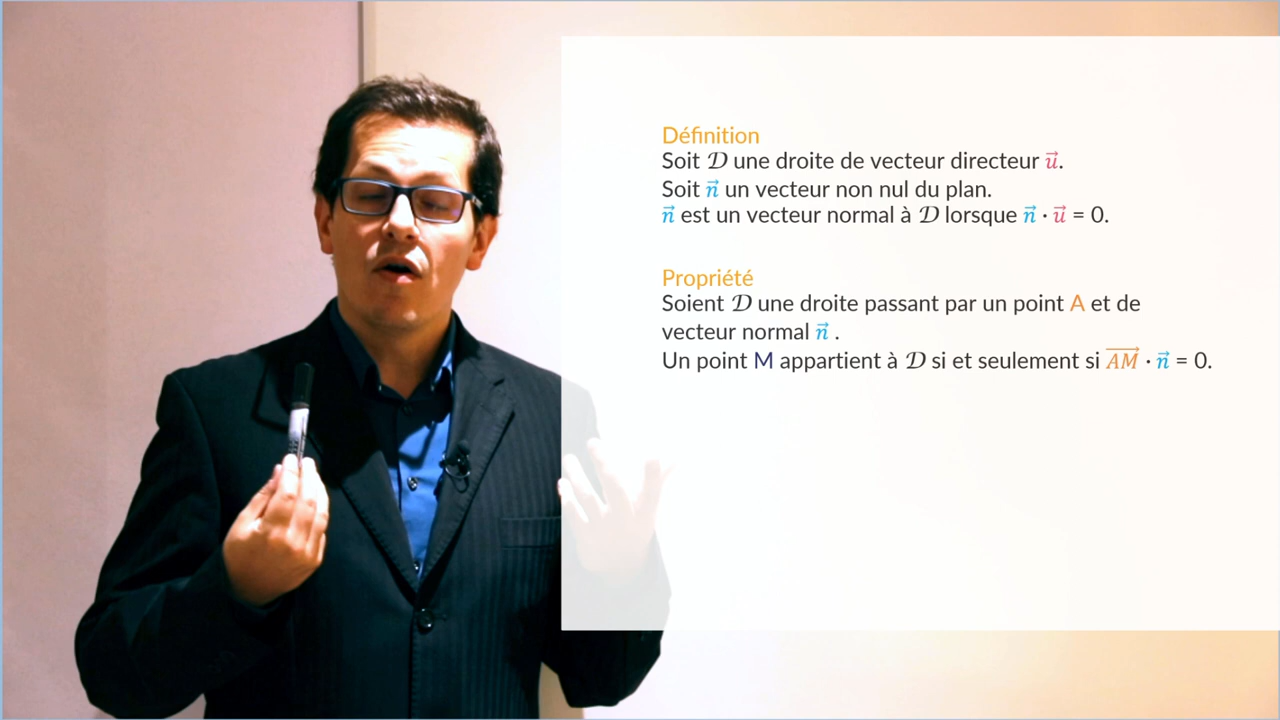 Définition
Soit 𝒟 une droite de vecteur directeur u⃗.
Soit n⃗ un vecteur non nul du plan.
n⃗ est un vecteur normal à 𝒟 lorsque n⃗ · u⃗ = 0.
Propriété
Soient 𝒟 une droite passant par un point A et de
vecteur normal n⃗ .
Un point M appartient à 𝒟 si et seulement si \overrightarrow{AM} · n⃗ = 0.